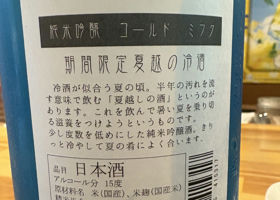 純米吟醸 コールド ミフク
期間限定夏越の冷酒
冷酒が似合う夏の頃。半年の汚れを流
す意味で飲む「夏越しの酒」というのが
あります。これを飲んで暑い夏を乗り切
る滋養をつけようというものです。
少し度数を低めにした純米吟醸酒。きり
っと冷やして夏の肴によく合います。
品目 日本酒
アルコール分 15度
原材料名 米(国産)、米麹(国産米)